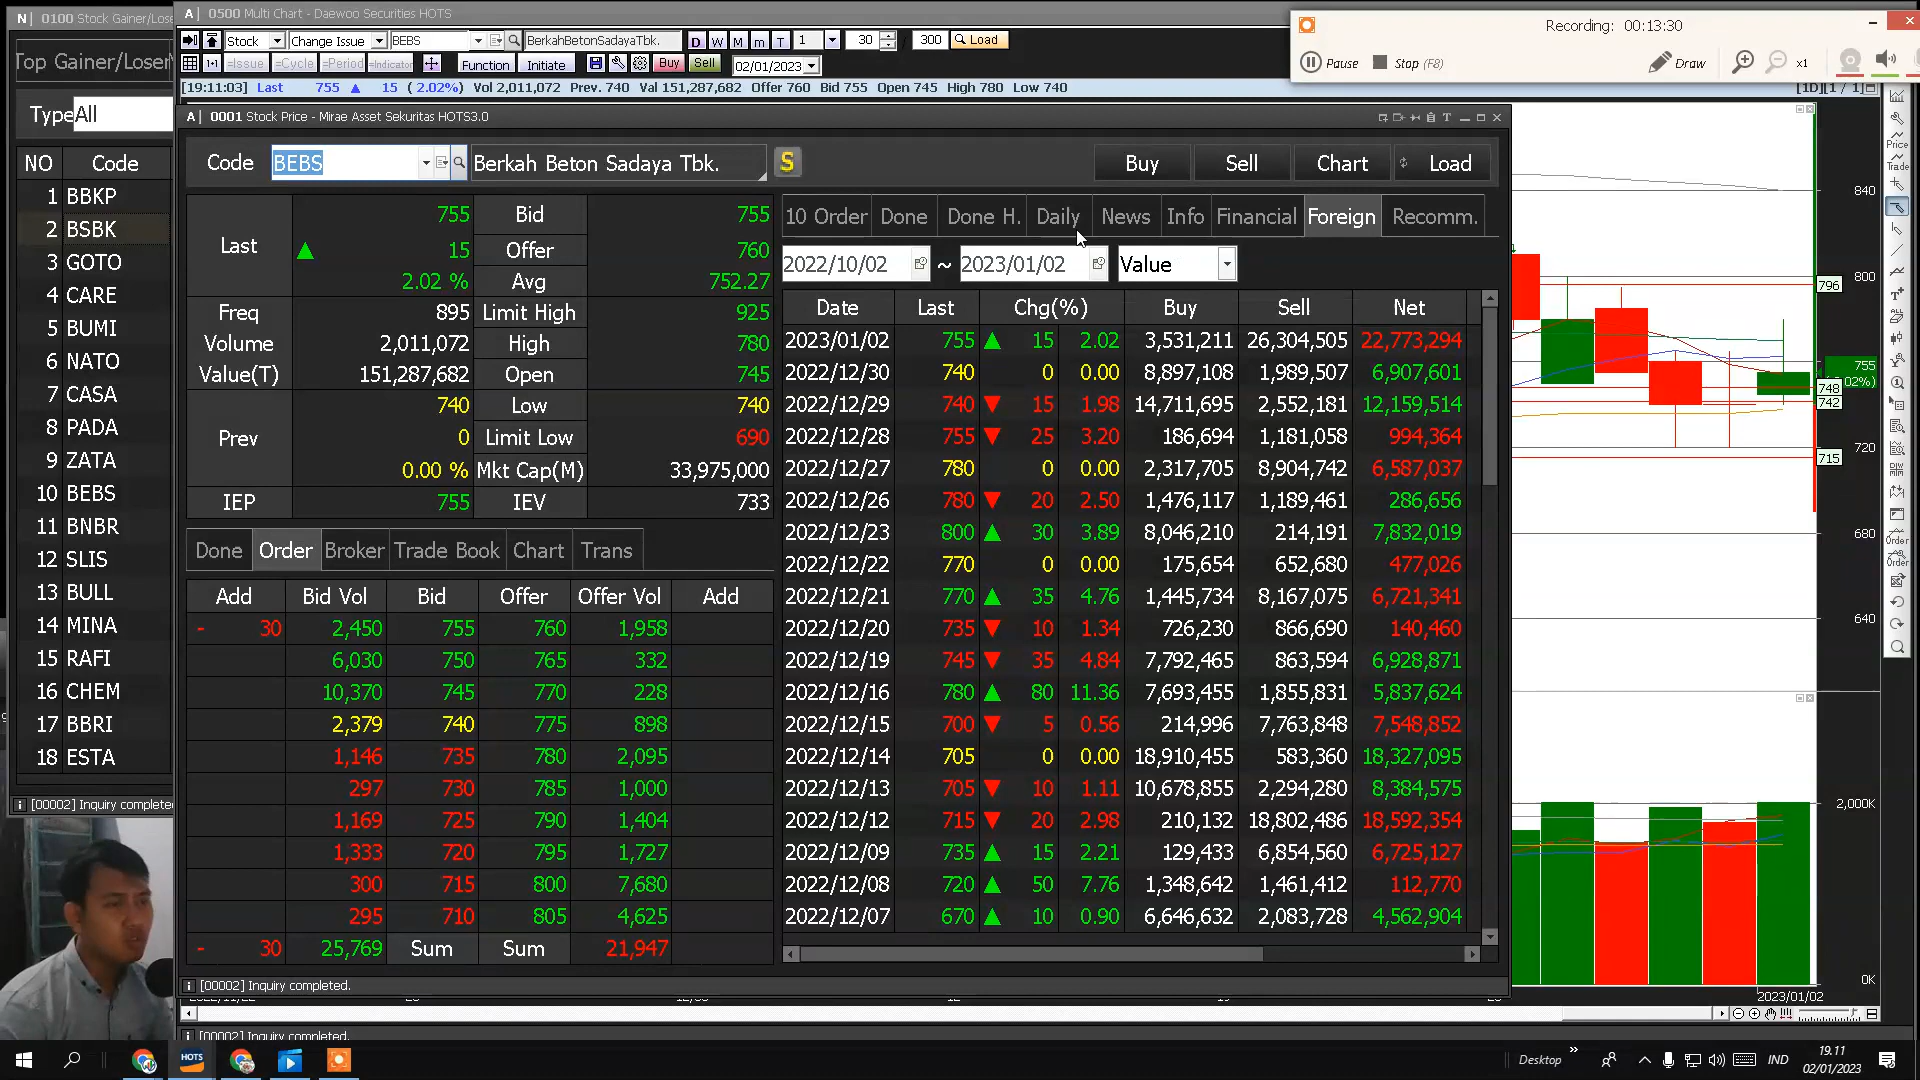 N| 0100 Stock Gainer/Lose
A| 0500 Multi Chart - Daewoo Securities HOTS
Recording: 00:13:30
Top Gainer/Loser
Stock Change Issue BEBS BerkahBetonSadayaTbk. D W M m T 1 30 300 Load
Pause Stop (F8) Draw x1
=Issue =Cycle =Period =Indicator Function Initiate Buy Sell 02/01/2023
[19:11:03] Last 755 ▲ 15 ( 2.02%) Vol 2,011,072 Prev. 740 Val 151,287,682 Offer 760 Bid 755 Open 745 High 780 Low 740
[1D][1 / 1]
Type All
A| 0001 Stock Price - Mirae Asset Sekuritas HOTS3.0
Code BEBS Berkah Beton Sadaya Tbk. S Buy Sell Chart Load
NO Code
1 BBKP
2 BSBK
3 GOTO
4 CARE
5 BUMI
6 NATO
7 CASA
8 PADA
9 ZATA
10 BEBS
11 BNBR
12 SLIS
13 BULL
14 MINA
15 RAFI
16 CHEM
17 BBRI
18 ESTA
[00002] Inquiry completed
Last 755 Bid 755
▲ 15 Offer 760
2.02 % Avg 752.27
Freq 895 Limit High 925
Volume 2,011,072 High 780
Value(T) 151,287,682 Open 745
Prev 740 Low 740
0 Limit Low 690
0.00 % Mkt Cap(M) 33,975,000
IEP 755 IEV 733
Done Order Broker Trade Book Chart Trans
Add Bid Vol Bid Offer Offer Vol Add
- 30 2,450 755 760 1,958
6,030 750 765 332
10,370 745 770 228
2,379 740 775 898
1,146 735 780 2,095
297 730 785 1,000
1,169 725 790 1,404
1,333 720 795 1,727
300 715 800 7,680
295 710 805 4,625
- 30 25,769 Sum Sum 21,947
10 Order Done Done H. Daily News Info Financial Foreign Recomm.
2022/10/02 ~ 2023/01/02 Value
Date Last Chg(%) Buy Sell Net
2023/01/02 755 ▲ 15 2.02 3,531,211 26,304,505 22,773,294
2022/12/30 740 0 0.00 8,897,108 1,989,507 6,907,601
2022/12/29 740 ▼ 15 1.98 14,711,695 2,552,181 12,159,514
2022/12/28 755 ▼ 25 3.20 186,694 1,181,058 994,364
2022/12/27 780 0 0.00 2,317,705 8,904,742 6,587,037
2022/12/26 780 ▼ 20 2.50 1,476,117 1,189,461 286,656
2022/12/23 800 ▲ 30 3.89 8,046,210 214,191 7,832,019
2022/12/22 770 0 0.00 175,654 652,680 477,026
2022/12/21 770 ▲ 35 4.76 1,445,734 8,167,075 6,721,341
2022/12/20 735 ▼ 10 1.34 726,230 866,690 140,460
2022/12/19 745 ▼ 35 4.84 7,792,465 863,594 6,928,871
2022/12/16 780 ▲ 80 11.36 7,693,455 1,855,831 5,837,624
2022/12/15 700 ▼ 5 0.56 214,996 7,763,848 7,548,852
2022/12/14 705 0 0.00 18,910,455 583,360 18,327,095
2022/12/13 705 ▼ 10 1.11 10,678,855 2,294,280 8,384,575
2022/12/12 715 ▼ 20 2.98 210,132 18,802,486 18,592,354
2022/12/09 735 ▲ 15 2.21 129,433 6,854,560 6,725,127
2022/12/08 720 ▲ 50 7.76 1,348,642 1,461,412 112,770
2022/12/07 670 ▲ 10 0.90 6,646,632 2,083,728 4,562,904
[00002] Inquiry completed.
840
800
796
755
02%)
748
742
720
715
680
640
2,000K
0K
2023/01/02
Price
Trade
ALL
Order
Order
[00002] Inquiry completed.
HOTS
Desktop » IND 19.11
02/01/2023